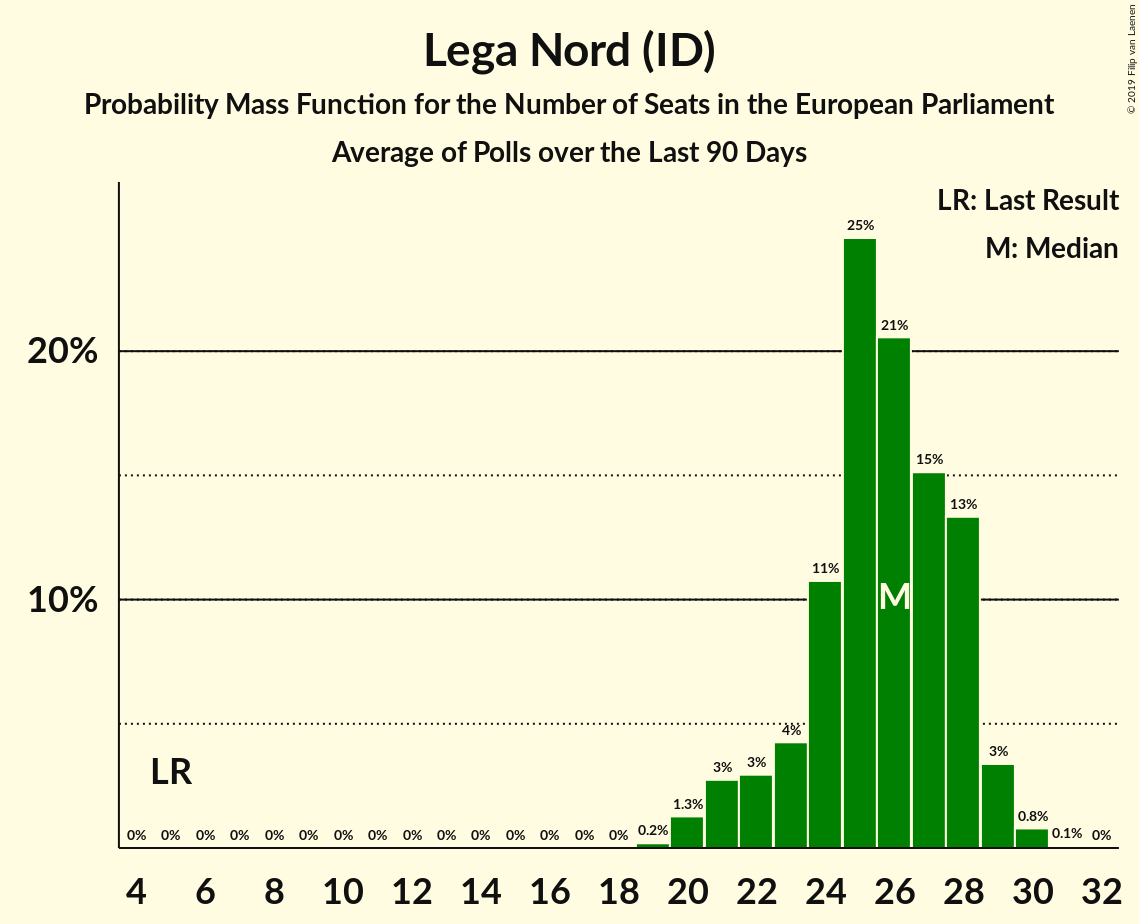 Lega Nord (ID)
Probability Mass Function for the Number of Seats in the European Parliament
Average of Polls over the Last 90 Days
© 2019 Filip van Laenen
LR: Last Result
M: Median
25%
21%
20%
15%
13%
11%
10%
M
4%
3%
3%
3%
LR
1.3%
0.8%
0% 0% 0% 0% 0% 0% 0% 0% 0% 0% 0% 0% 0% 0% 0% 0.2% 0.1% 0%
4 6 8 10 12 14 16 18 20 22 24 26 28 30 32